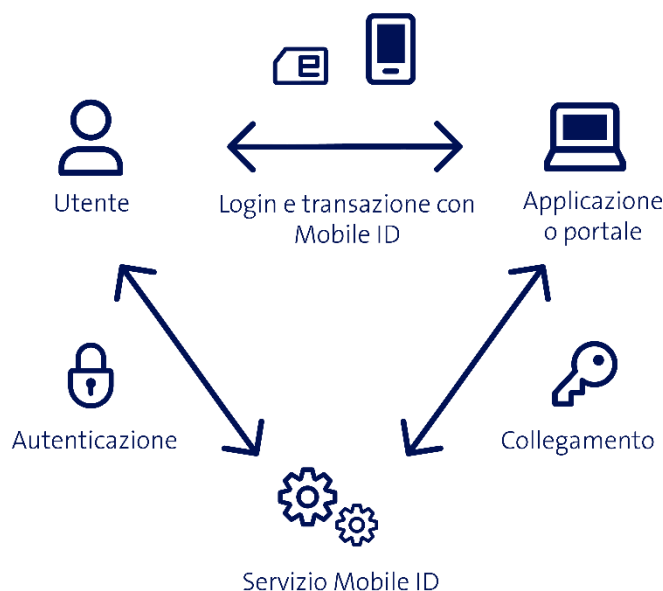 e
Utente
Login e transazione con
Mobile ID
Applicazione
o portale
Autenticazione
Collegamento
Servizio Mobile ID